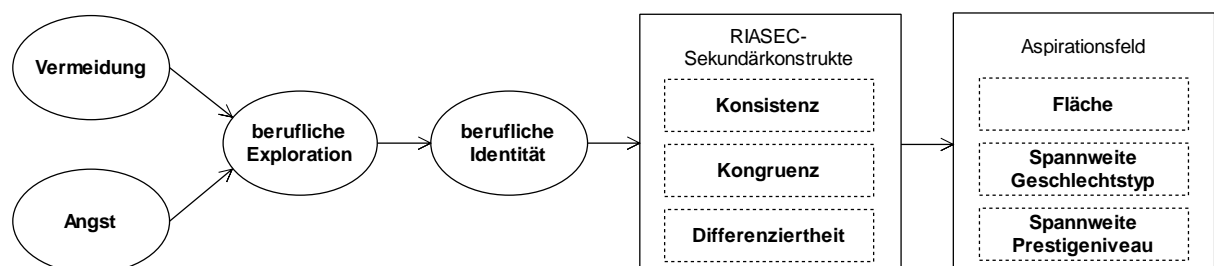 Vermeidung
Angst
berufliche
Exploration
berufliche
Identität
RIASEC-
Sekundärkonstrukte
Konsistenz
Kongruenz
Differenziertheit
Aspirationsfeld
Fläche
Spannweite
Geschlechtstyp
Spannweite
Prestigeniveau